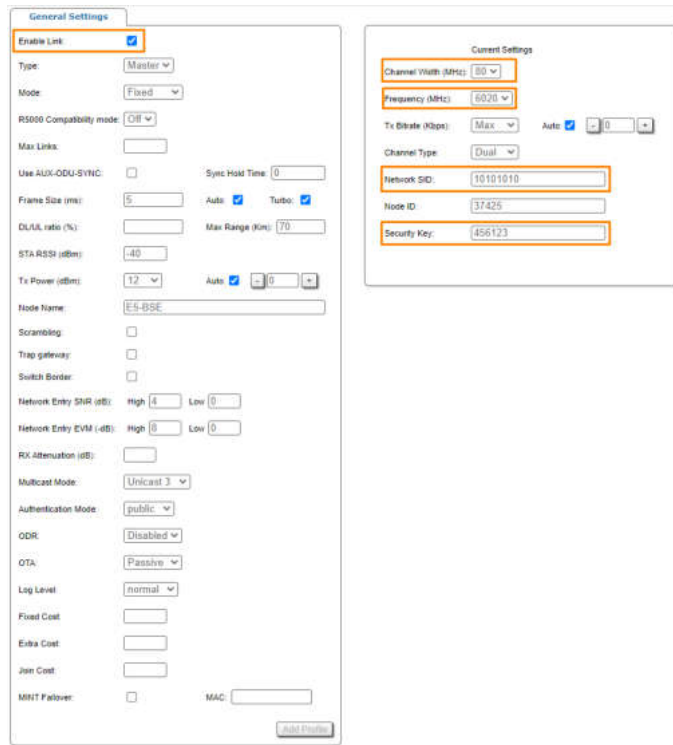 General Settings
Enable Link:
Type: Master
Mode: Fixed
R5000 Compatibility mode: Off
Max Links:
Use AUX-ODU-SYNC: Sync Hold Time: 0
Frame Size (ms): 5 Auto: Turbo:
DL/UL ratio (%): Max Range (Km): 70
STA RSSI (dBm): -40
Tx Power (dBm): 12 Auto: - 0 +
Node Name: E5-BSE
Scrambling:
Trap gateway:
Switch Border:
Network Entry SNR (dB): High 4 Low 0
Network Entry EVM (-dB): High 8 Low 0
RX Attenuation (dB):
Multicast Mode: Unicast 3
Authentication Mode: public
ODR: Disabled
OTA: Passive
Log Level: normal
Fixed Cost:
Extra Cost:
Join Cost:
MINT Failover: MAC:
Add Profile
Current Settings
Channel Width (MHz): 80
Frequency (MHz): 6020
Tx Bitrate (Kbps): Max Auto: - 0 +
Channel Type: Dual
Network SID: 10101010
Node ID: 37425
Security Key: 456123